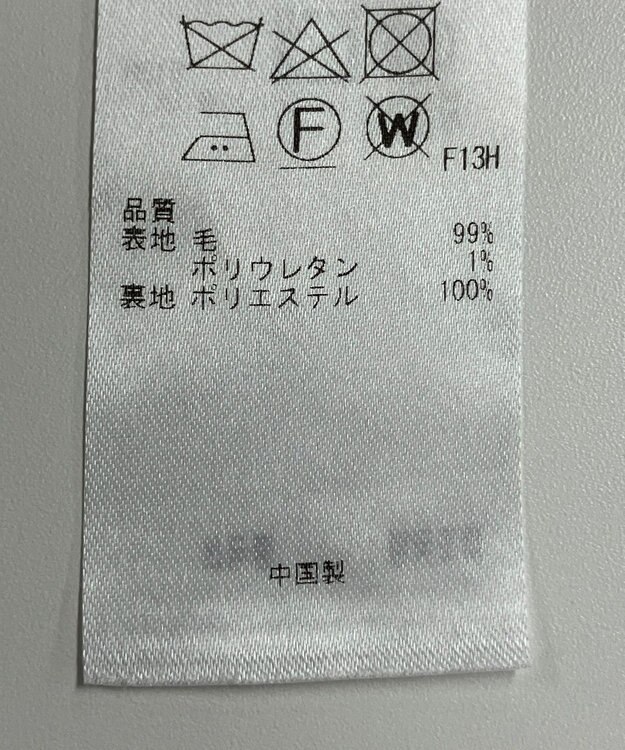 F W F13H
品質
表地 毛 99%
ポリウレタン 1%
裏地 ポリエステル 100%
中国製